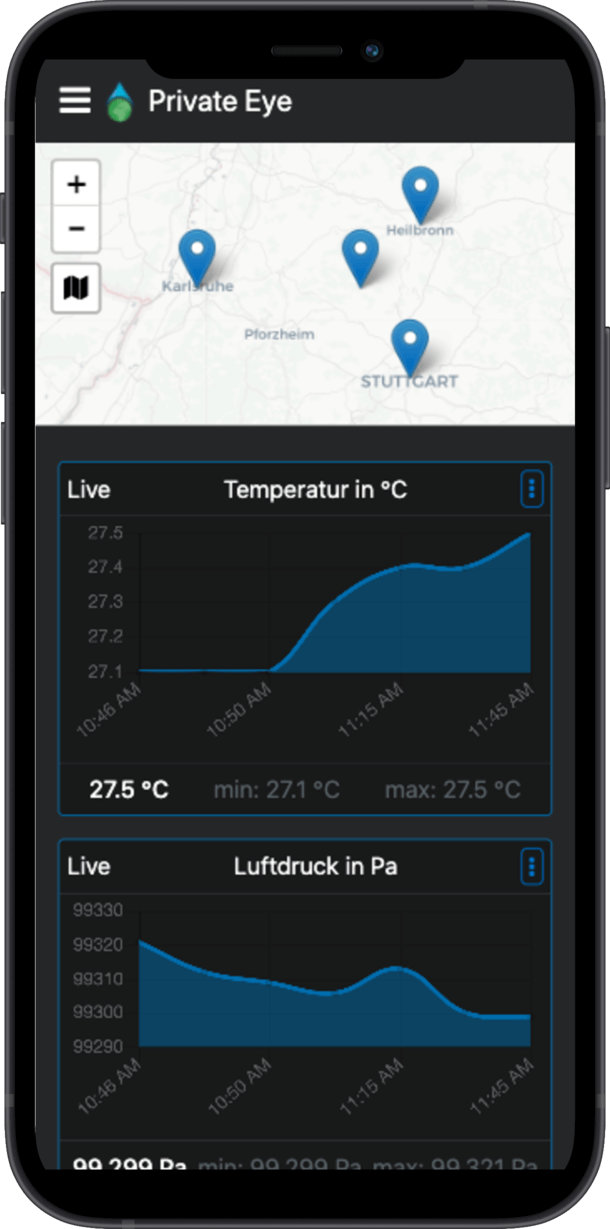 Private Eye
+
−
Heilbronn
Karlsruhe
Pforzheim
STUTTGART
Live Temperatur in °C
27.5
27.4
27.3
27.2
27.1
10:46 AM 10:50 AM 11:15 AM 11:45 AM
27.5 °C min: 27.1 °C max: 27.5 °C
Live Luftdruck in Pa
99330
99320
99310
99300
99290
10:46 AM 10:50 AM 11:15 AM 11:45 AM
99.299 Pa min: 99.299 Pa max: 99.321 Pa